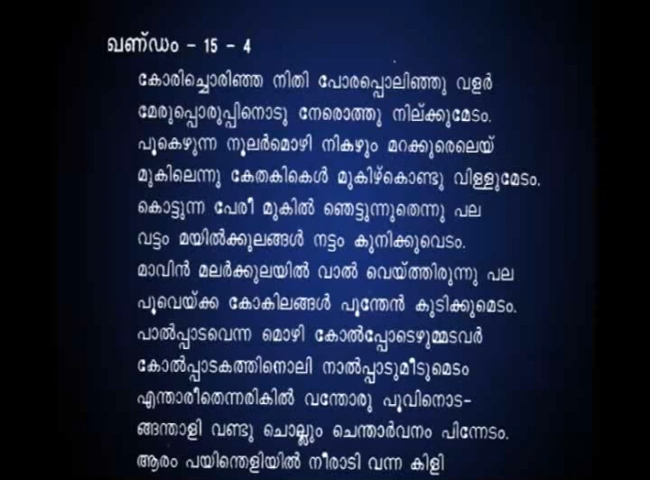 ഖണ്ഡം – 15 – 4
കോരിച്ചൊരിഞ്ഞ നിതി പോരപ്പൊലിഞ്ഞു വളർ
മേരുപ്പൊരുപ്പിനൊടു നേരൊത്തു നില്ക്കുമേടം.
പൂകെഴുന്ന നൂലർമൊഴി നികഴും മറക്കുരെലെയ്
മുകിലെന്നു കേതകികെൾ മുകിഴ്കൊണ്ടു വിള്ളുമേടം.
കൊട്ടുന്ന പേരീ മുകിൽ ഞെട്ടുന്നുതെന്നു പല
വട്ടം മയിൽക്കുലങ്ങൾ നട്ടം കുനിക്കുവെടം.
മാവിൻ മലർക്കുലയിൽ വാൽ വെയ്ത്തിരുന്നു പല
പൂവെയ്ക്ക കോകിലങ്ങൾ പൂന്തേൻ കുടിക്കുമെടം.
പാൽപ്പാടവെന്ന മൊഴി കോൽപ്പോടെഴുമ്മടവർ
കോൽപ്പാടകത്തിനൊലി നാൽപ്പാടുമീടുമെടം
എന്താരീതെന്നരികിൽ വന്തോരു പൂവിനൊട–
ങ്ങന്താളി വണ്ടു ചൊല്ലും ചെന്താർവനം പിന്നേടം.
ആരം പയിന്തെളിയിൽ നീരാടി വന്ന കിളി